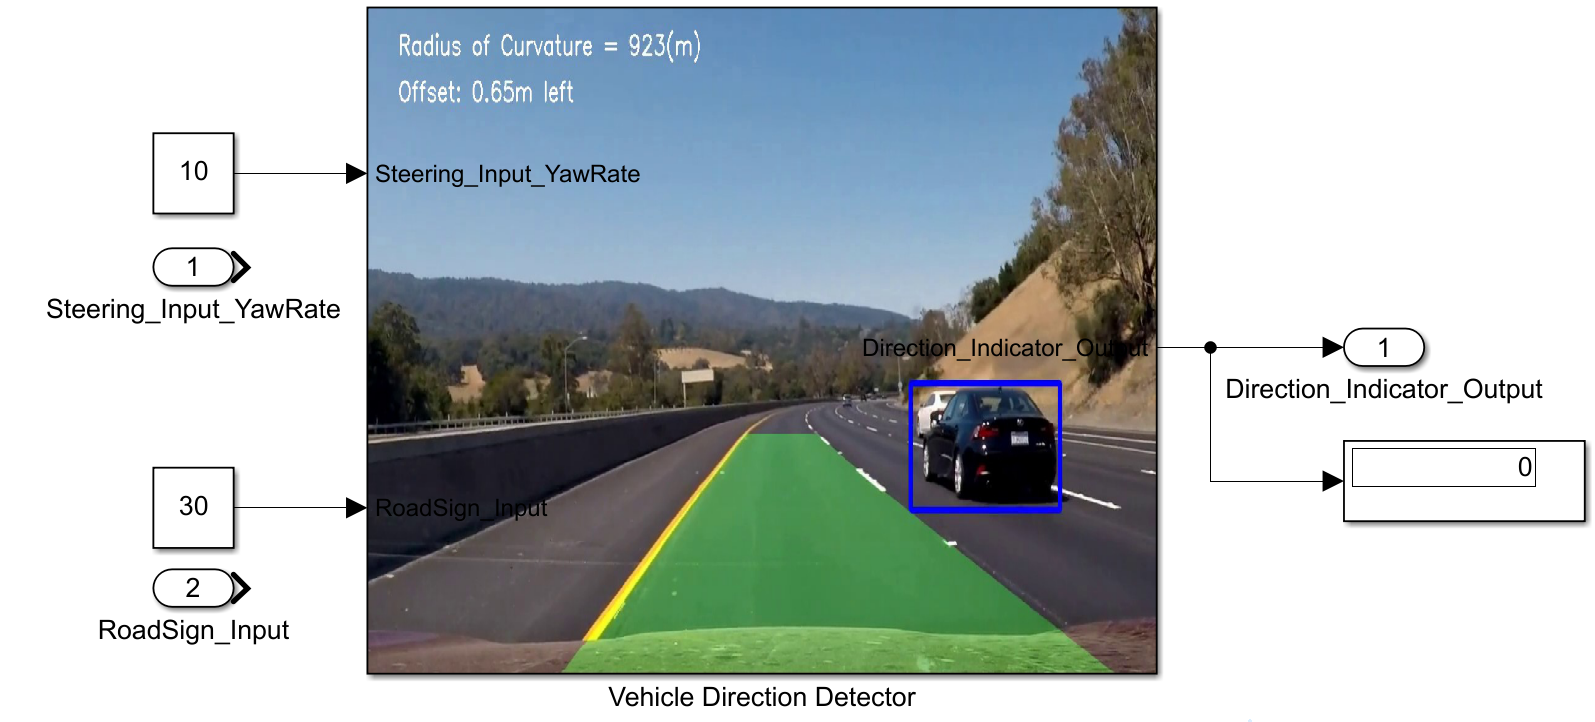 Radius of Curvature = 923(m)
Offset: 0.65m left
10
Steering_Input_YawRate
1
Steering_Input_YawRate
Direction_Indicator_Output
1
Direction_Indicator_Output
0
30
RoadSign_Input
2
RoadSign_Input
Vehicle Direction Detector